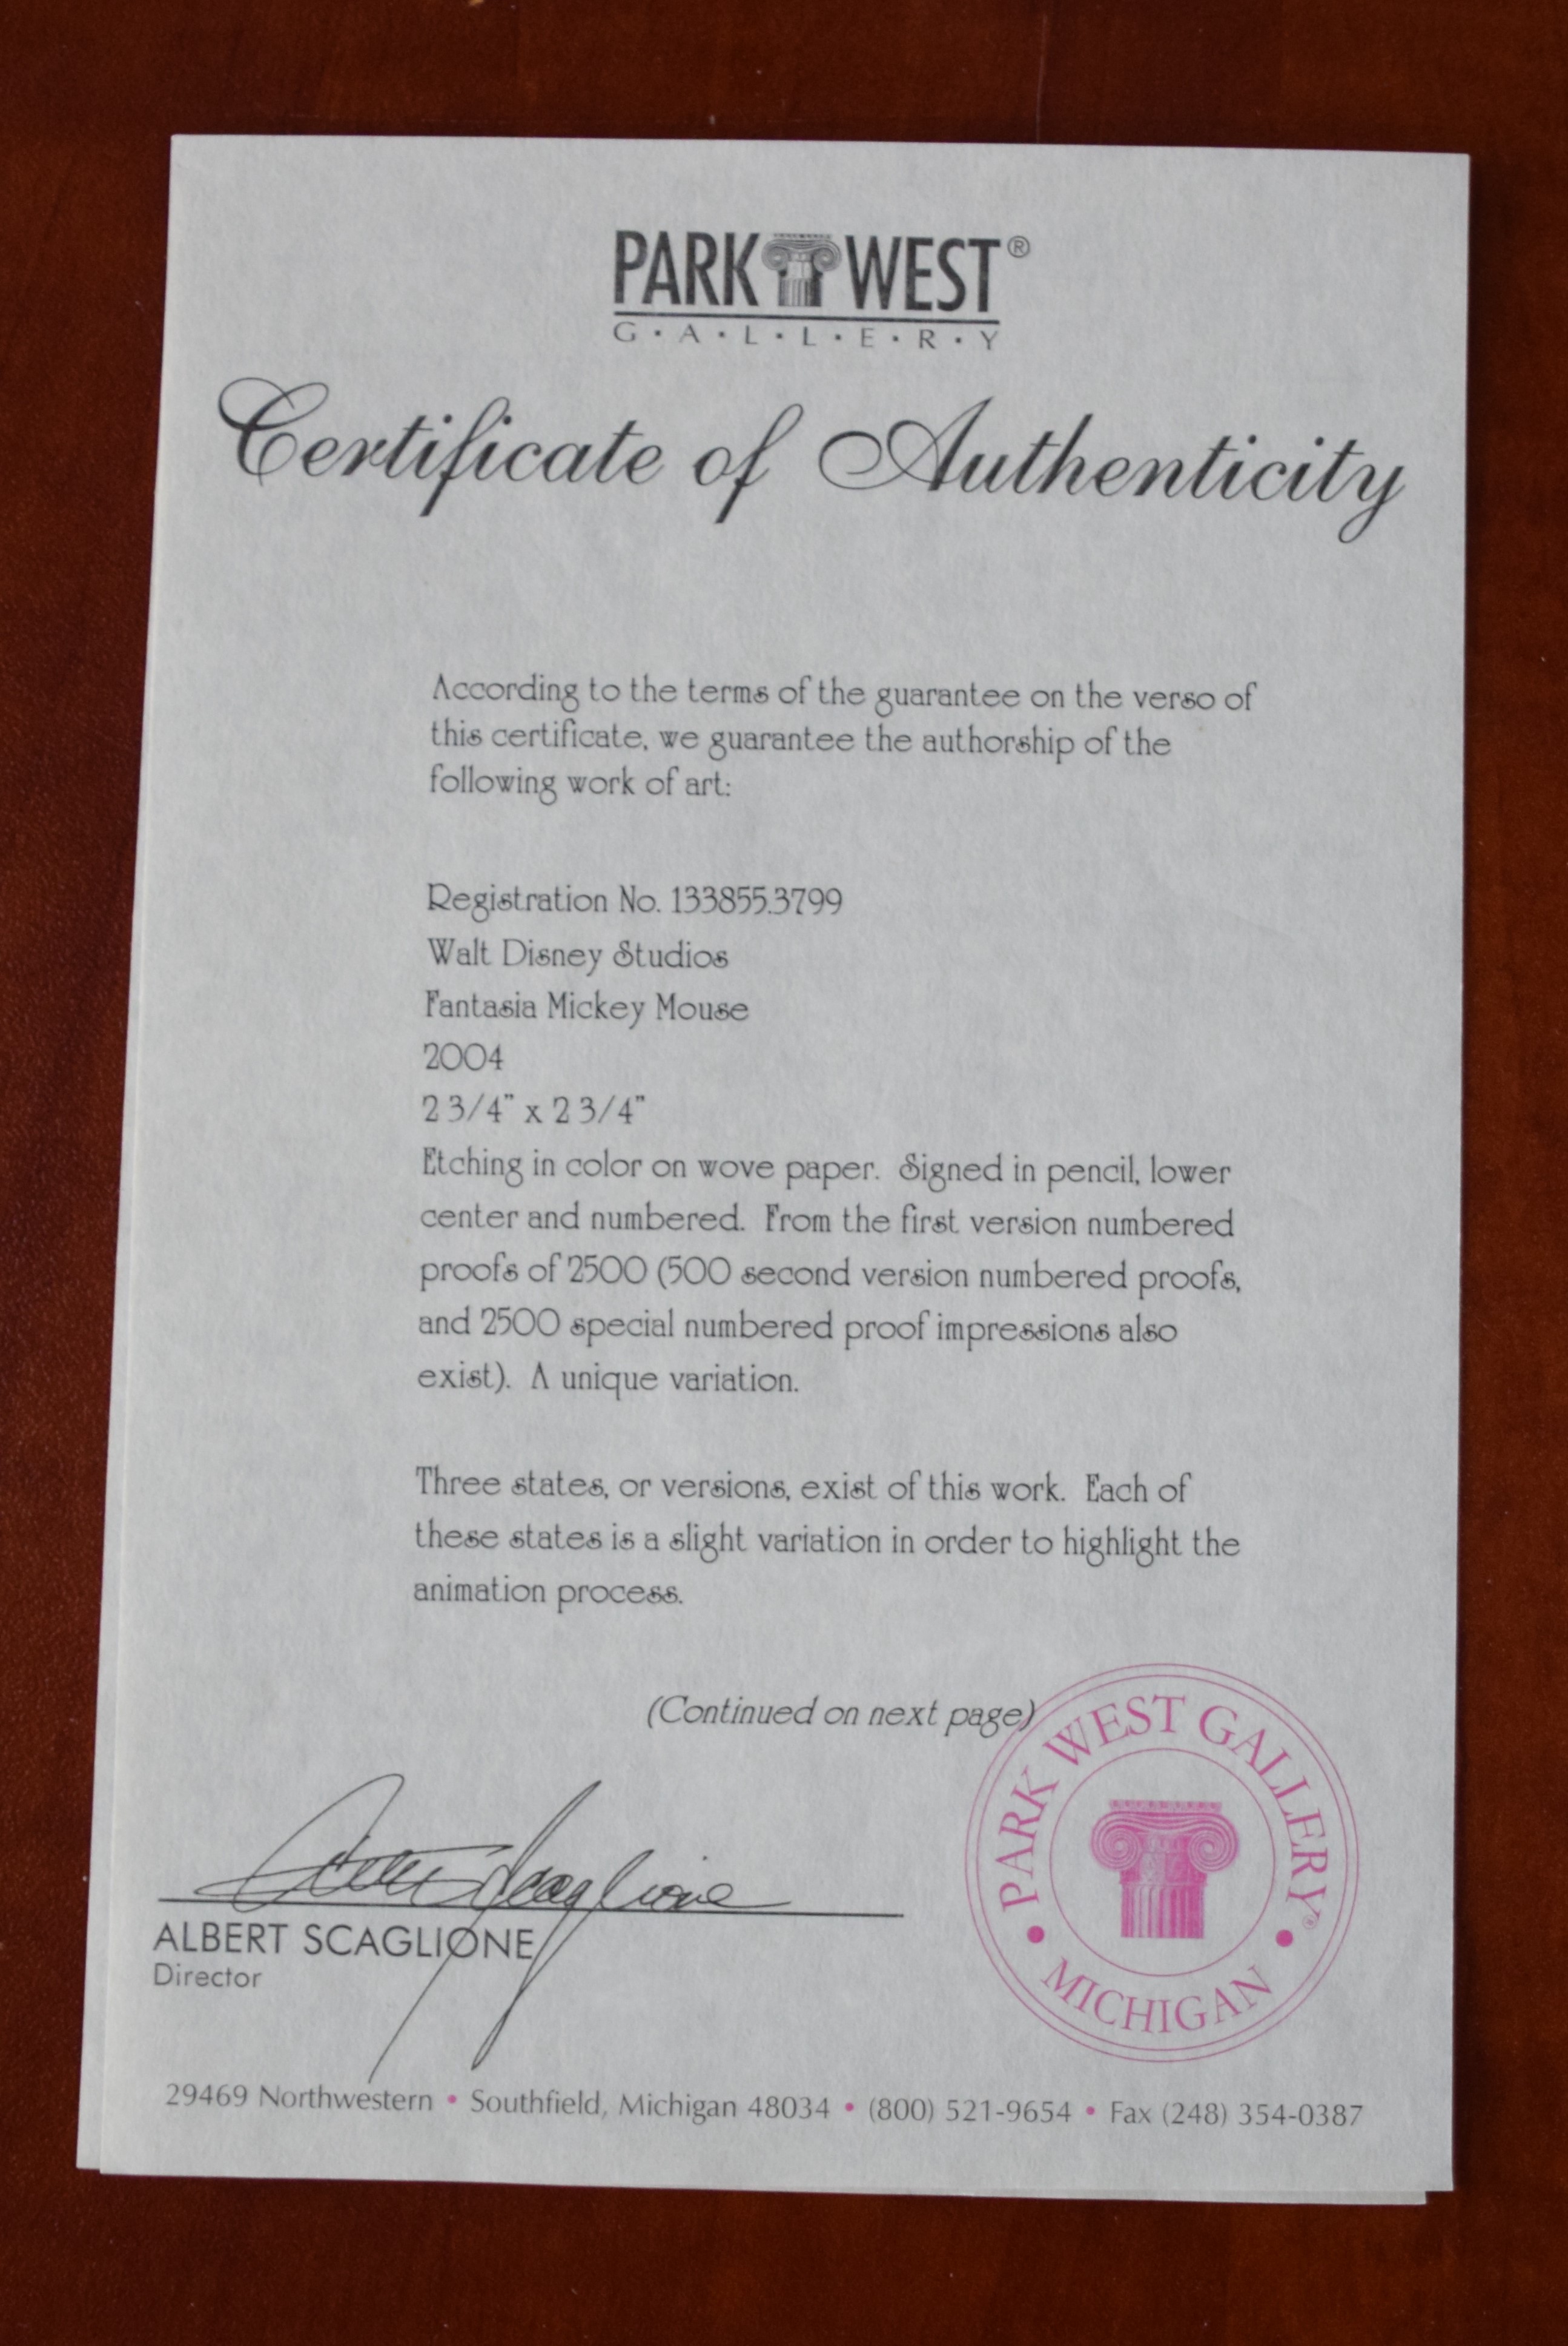 PARK WEST®
G·A·L·L·E·R·Y
Certificate of Authenticity
According to the terms of the guarantee on the verso of
this certificate, we guarantee the authorship of the
following work of art:
Registration No. 133855.3799
Walt Disney Studios
Fantasia Mickey Mouse
2004
2 3/4" x 2 3/4"
Etching in color on wove paper. Signed in pencil, lower
center and numbered. From the first version numbered
proofs of 2500 (500 second version numbered proofs,
and 2500 special numbered proof impressions also
exist). A unique variation.
Three states, or versions, exist of this work. Each of
these states is a slight variation in order to highlight the
animation process.
(Continued on next page)
PARK WEST GALLERY®
• MICHIGAN •
Albert Scaglione
ALBERT SCAGLIONE
Director
29469 Northwestern • Southfield, Michigan 48034 • (800) 521-9654 • Fax (248) 354-0387